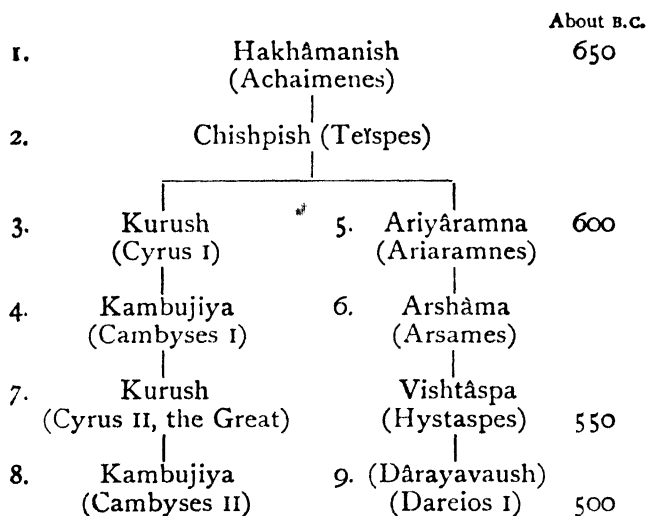 About B.C.
1. Hakhâmanish 650
(Achaimenes)
2. Chishpish (Teïspes)
3. Kurush 5. Ariyâramna 600
(Cyrus I) (Ariaramnes)
4. Kambujiya 6. Arshàma
(Cambyses I) (Arsames)
7. Kurush Vishtâspa
(Cyrus II, the Great) (Hystaspes) 550
8. Kambujiya 9. (Dârayavaush)
(Cambyses II) (Dareios I) 500